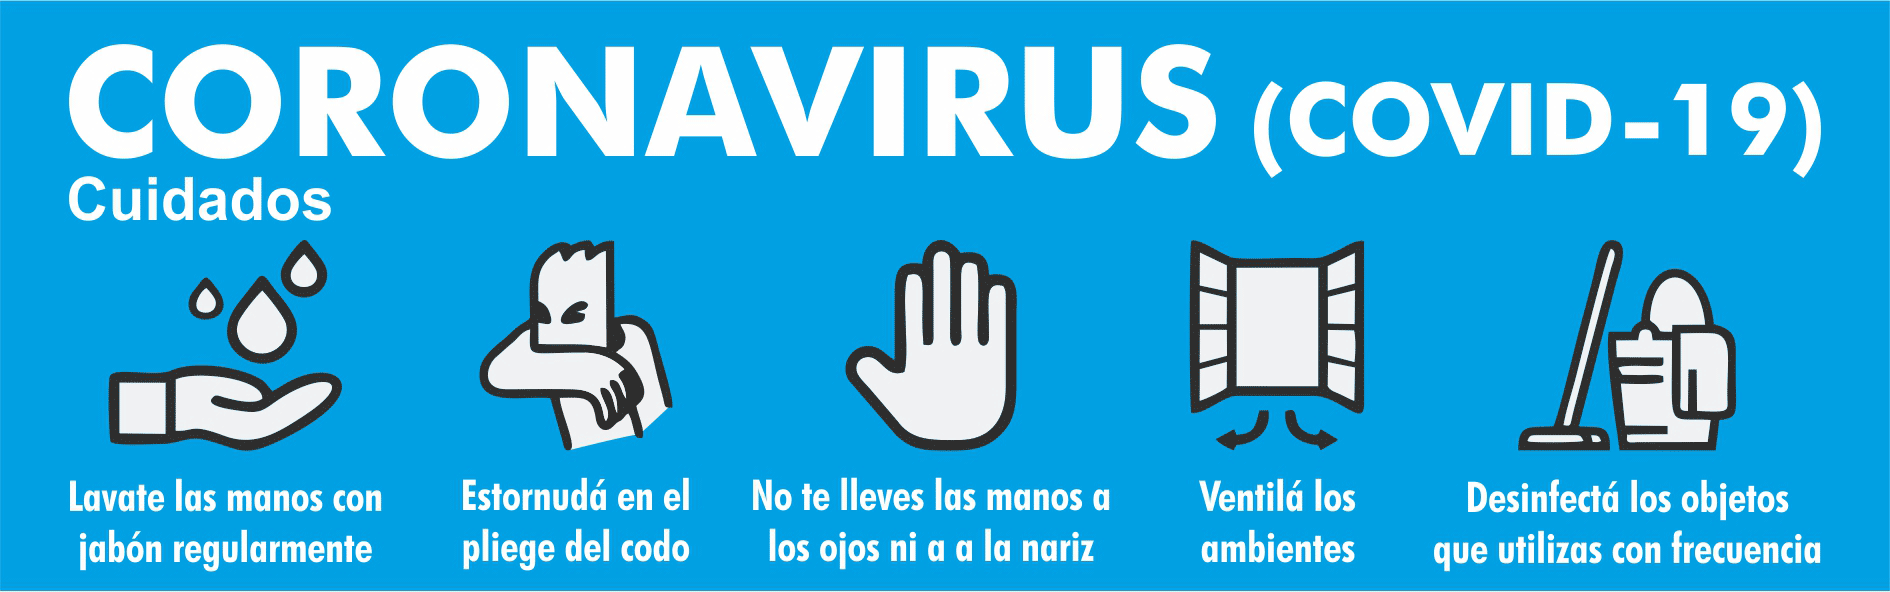 CORONAVIRUS (COVID-19)
Cuidados
Lavate las manos con
jabón regularmente
Estornudá en el
pliege del codo
No te lleves las manos a
los ojos ni a a la nariz
Ventilá los
ambientes
Desinfectá los objetos
que utilizas con frecuencia